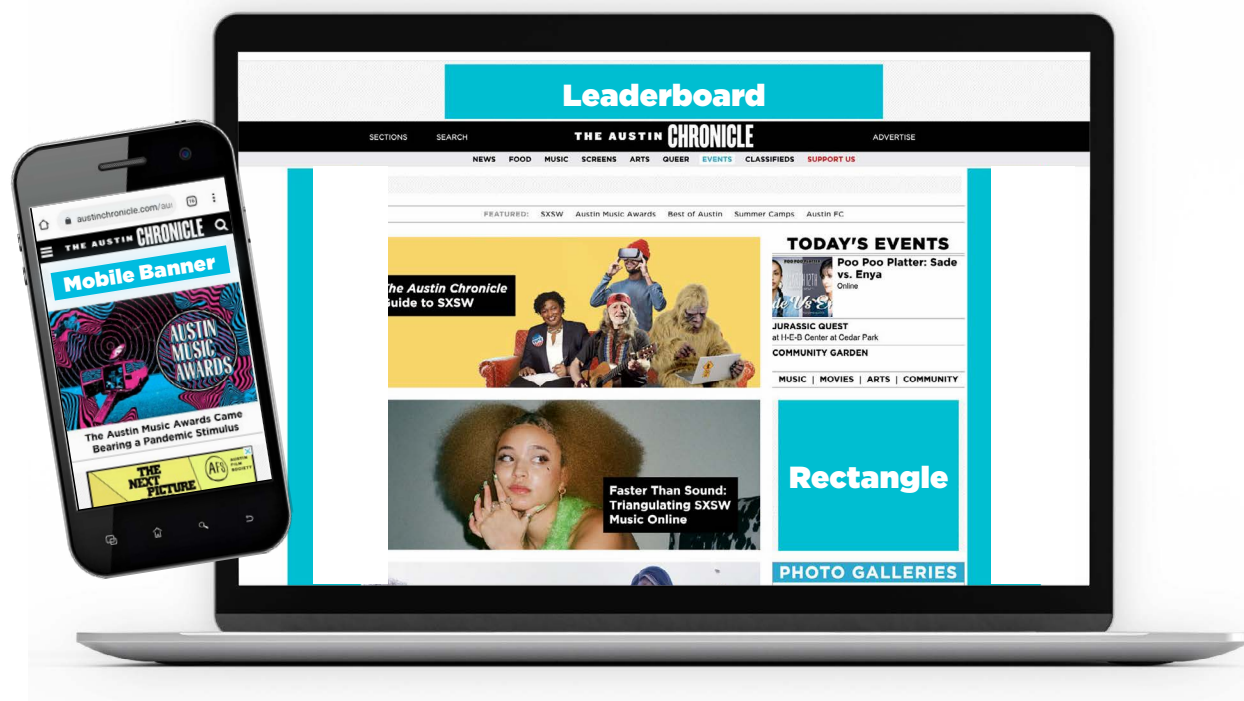 Leaderboard
SECTIONS SEARCH THE AUSTIN CHRONICLE ADVERTISE
NEWS FOOD MUSIC SCREENS ARTS QUEER EVENTS CLASSIFIEDS SUPPORT US
FEATURED: SXSW Austin Music Awards Best of Austin Summer Camps Austin FC
The Austin Chronicle
Guide to SXSW
TODAY'S EVENTS
Poo Poo Platter: Sade
vs. Enya
Online
JURASSIC QUEST
at H-E-B Center at Cedar Park
COMMUNITY GARDEN
MUSIC | MOVIES | ARTS | COMMUNITY
Faster Than Sound:
Triangulating SXSW
Music Online
Rectangle
PHOTO GALLERIES
austinchronicle.com/au
THE AUSTIN CHRONICLE
Mobile Banner
AUSTIN
MUSIC
AWARDS
The Austin Music Awards Came
Bearing a Pandemic Stimulus
THE
NEXT
PICTURE
AFS
AUSTIN
FILM
SOCIETY